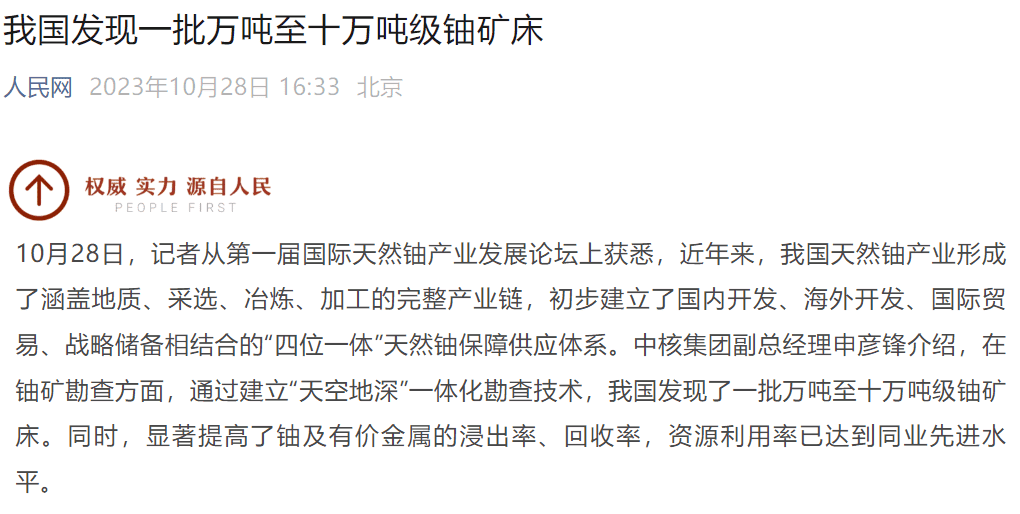 我国发现一批万吨至十万吨级铀矿床
人民网 2023年10月28日 16:33 北京
权威 实力 源自人民
PEOPLE FIRST
10月28日，记者从第一届国际天然铀产业发展论坛上获悉，近年来，我国天然铀产业形成
了涵盖地质、采选、冶炼、加工的完整产业链，初步建立了国内开发、海外开发、国际贸
易、战略储备相结合的“四位一体”天然铀保障供应体系。中核集团副总经理申彦锋介绍，在
铀矿勘查方面，通过建立“天空地深”一体化勘查技术，我国发现了一批万吨至十万吨级铀矿
床。同时，显著提高了铀及有价金属的浸出率、回收率，资源利用率已达到同业先进水
平。